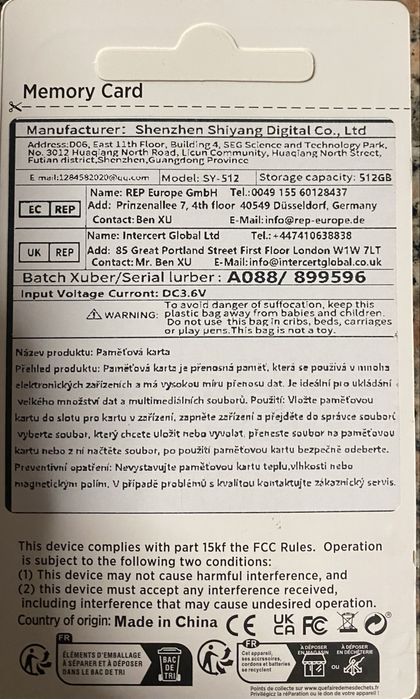 Memory Card
Manufacturer: Shenzhen Shiyang Digital Co., Ltd
Address:D06, East 11th Floor, Building 4, SEG Science and Technology Park,
No. 3012 Huaqiang North Road, Licun Community, Huaqiang North Street,
Futian district,Shenzhen,Guangdong Province
E mail:1284582020@qq.com Model: SY-512 Storage capacity: 512GB
EC REP Name: REP Europe GmbH Tel.:0049 155 60128437
Add: Prinzenallee 7, 4th floor 40549 Düsseldorf, Germany
Contact:Ben XU E-Mail:info@rep-europe.de
UK REP Name: Intercert Global Ltd Tel.:+447410638838
Add: 85 Great Portland Street First Floor London W1W 7LT
Contact: Mr. Ben XU E-Mail:info@intercertglobal.co.uk
Batch Xuber/Serial lurber: A088/ 899596
Input Voltage Curront: DC3.6V
WARNING: To avoid danger of suffocation, keep this
plastic bag away from babies and children.
Do not use this bag in cribs, beds, carriages
or play pens.This bag is not a toy.
Název produktu: Paměťová karta
Přehled produktu: Paměťová karta je přenosná paměť, která se používá v mnoha
elektronických zařízeních a má vysokou míru přenosu dat. Je ideální pro ukládání
velkého množství dat a multimediálních souborů. Použití: Vložte paměťovou
kartu do slotu pro kartu v zařízení, zapněte zařízení a přejděte do správce souborů
vyberte soubor, který chcete uložit nebo vyvolat, přeneste soubor na paměťovou
kartu nebo z ní načtěte soubor, po použití paměťovou kartu bezpečně odeberte.
Preventivní opatření: Nevystavujte paměťovou kartu teplu,vlhkosti nebo
magnetickým polím. V případě problémů s kvalitou kontaktujte zákaznický servis.
This device complies with part 15kf the FCC Rules. Operation
is subject to the following two conditions:
(1) This device may not cause harmful interference, and
(2) this device must accept any interference received,
including interference that may cause undesired operation.
Country of origin: Made in China CE UK CA FC
FR
ÉLÉMENTS D'EMBALLAGE
À SÉPARER ET À DÉPOSER
DANS LE BAC DE TRI
BAC
DE
TRI
FR
Cet appareil,
ses accessoires,
cordons et batteries
se recyclent
À DÉPOSER
EN MAGASIN
OU
À DÉPOSER
EN DÉCHÈTERIE
Points de collecte sur www.quefairedemesdechets.fr
Privilégiez la réparation ou le don de votre appareil !